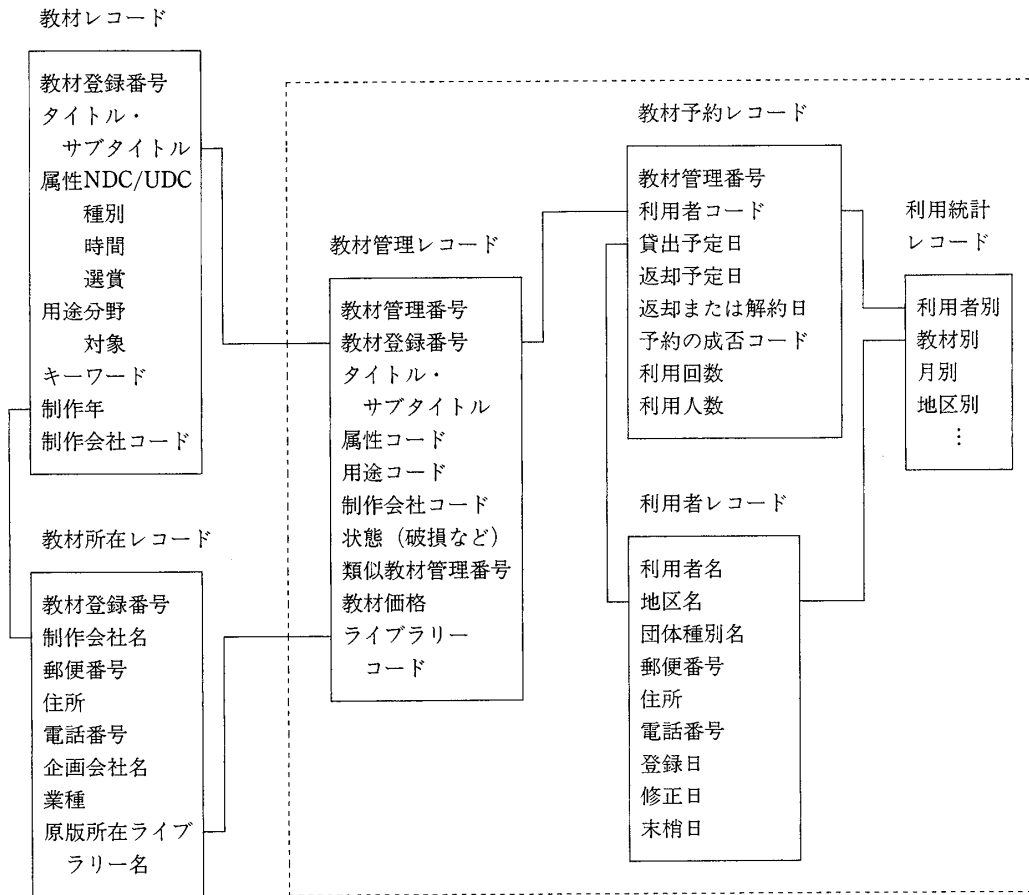 教材レコード
教材登録番号
タイトル・
サブタイトル
属性NDC/UDC
種別
時間
選賞
用途分野
対象
キーワード
制作年
制作会社コード
教材所在レコード
教材登録番号
制作会社名
郵便番号
住所
電話番号
企画会社名
業種
原版所在ライブ
ラリー名
教材管理レコード
教材管理番号
教材登録番号
タイトル・
サブタイトル
属性コード
用途コード
制作会社コード
状態（破損など）
類似教材管理番号
教材価格
ライブラリー
コード
教材予約レコード
教材管理番号
利用者コード
貸出予定日
返却予定日
返却または解約日
予約の成否コード
利用回数
利用人数
利用者レコード
利用者名
地区名
団体種別名
郵便番号
住所
電話番号
登録日
修正日
末梢日
利用統計
レコード
利用者別
教材別
月別
地区別
⋮